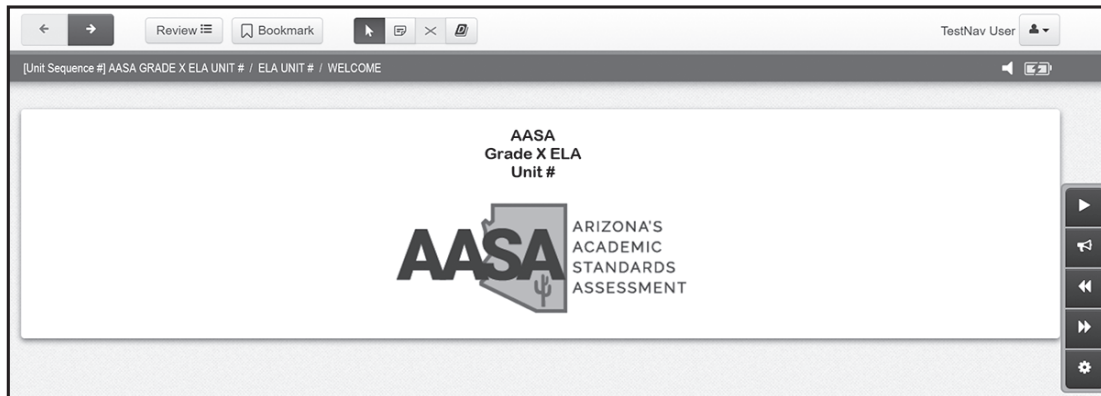 Review Bookmark TestNav User
[Unit Sequence #] AASA GRADE X ELA UNIT # / ELA UNIT # / WELCOME
AASA
Grade X ELA
Unit #
AASA
ARIZONA'S
ACADEMIC
STANDARDS
ASSESSMENT